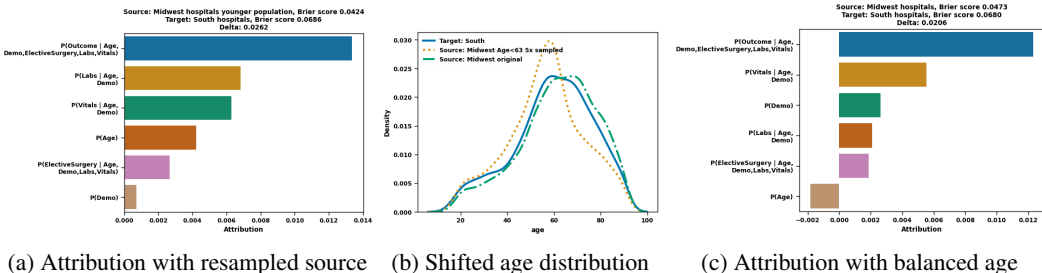 Source: Midwest hospitals younger population, Brier score 0.0424
Target: South hospitals, Brier score 0.0686
Delta: 0.0262
P(Outcome | Age,
Demo,ElectiveSurgery,Labs,Vitals)
P(Labs | Age,
Demo)
P(Vitals | Age,
Demo)
P(Age)
P(ElectiveSurgery | Age,
Demo,Labs,Vitals)
P(Demo)
0.000 0.002 0.004 0.006 0.008 0.010 0.012 0.014
Attribution
(a) Attribution with resampled source
Target: South
Source: Midwest Age<63 5x sampled
Source: Midwest original
0.030
0.025
0.020
0.015
0.010
0.005
0.000
Density
20 40 60 80 100
age
(b) Shifted age distribution
Source: Midwest hospitals, Brier score 0.0473
Target: South hospitals, Brier score 0.0680
Delta: 0.0206
P(Outcome | Age,
Demo,ElectiveSurgery,Labs,Vitals)
P(Vitals | Age,
Demo)
P(Demo)
P(Labs | Age,
Demo)
P(ElectiveSurgery | Age,
Demo,Labs,Vitals)
P(Age)
−0.002 0.000 0.002 0.004 0.006 0.008 0.010 0.012
Attribution
(c) Attribution with balanced age